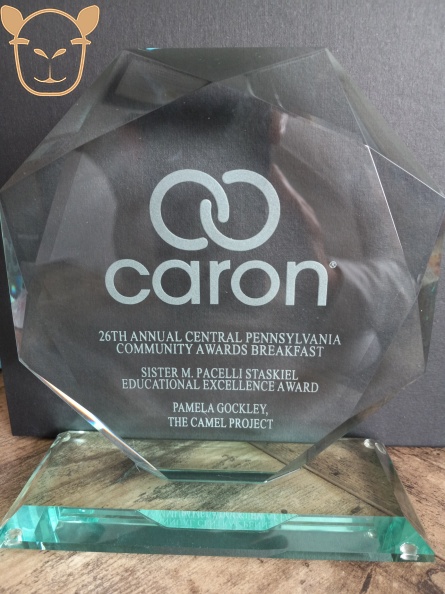 caron®
26TH ANNUAL CENTRAL PENNSYLVANIA
COMMUNITY AWARDS BREAKFAST
SISTER M. PACELLI STASKIEL
EDUCATIONAL EXCELLENCE AWARD
PAMELA GOCKLEY,
THE CAMEL PROJECT